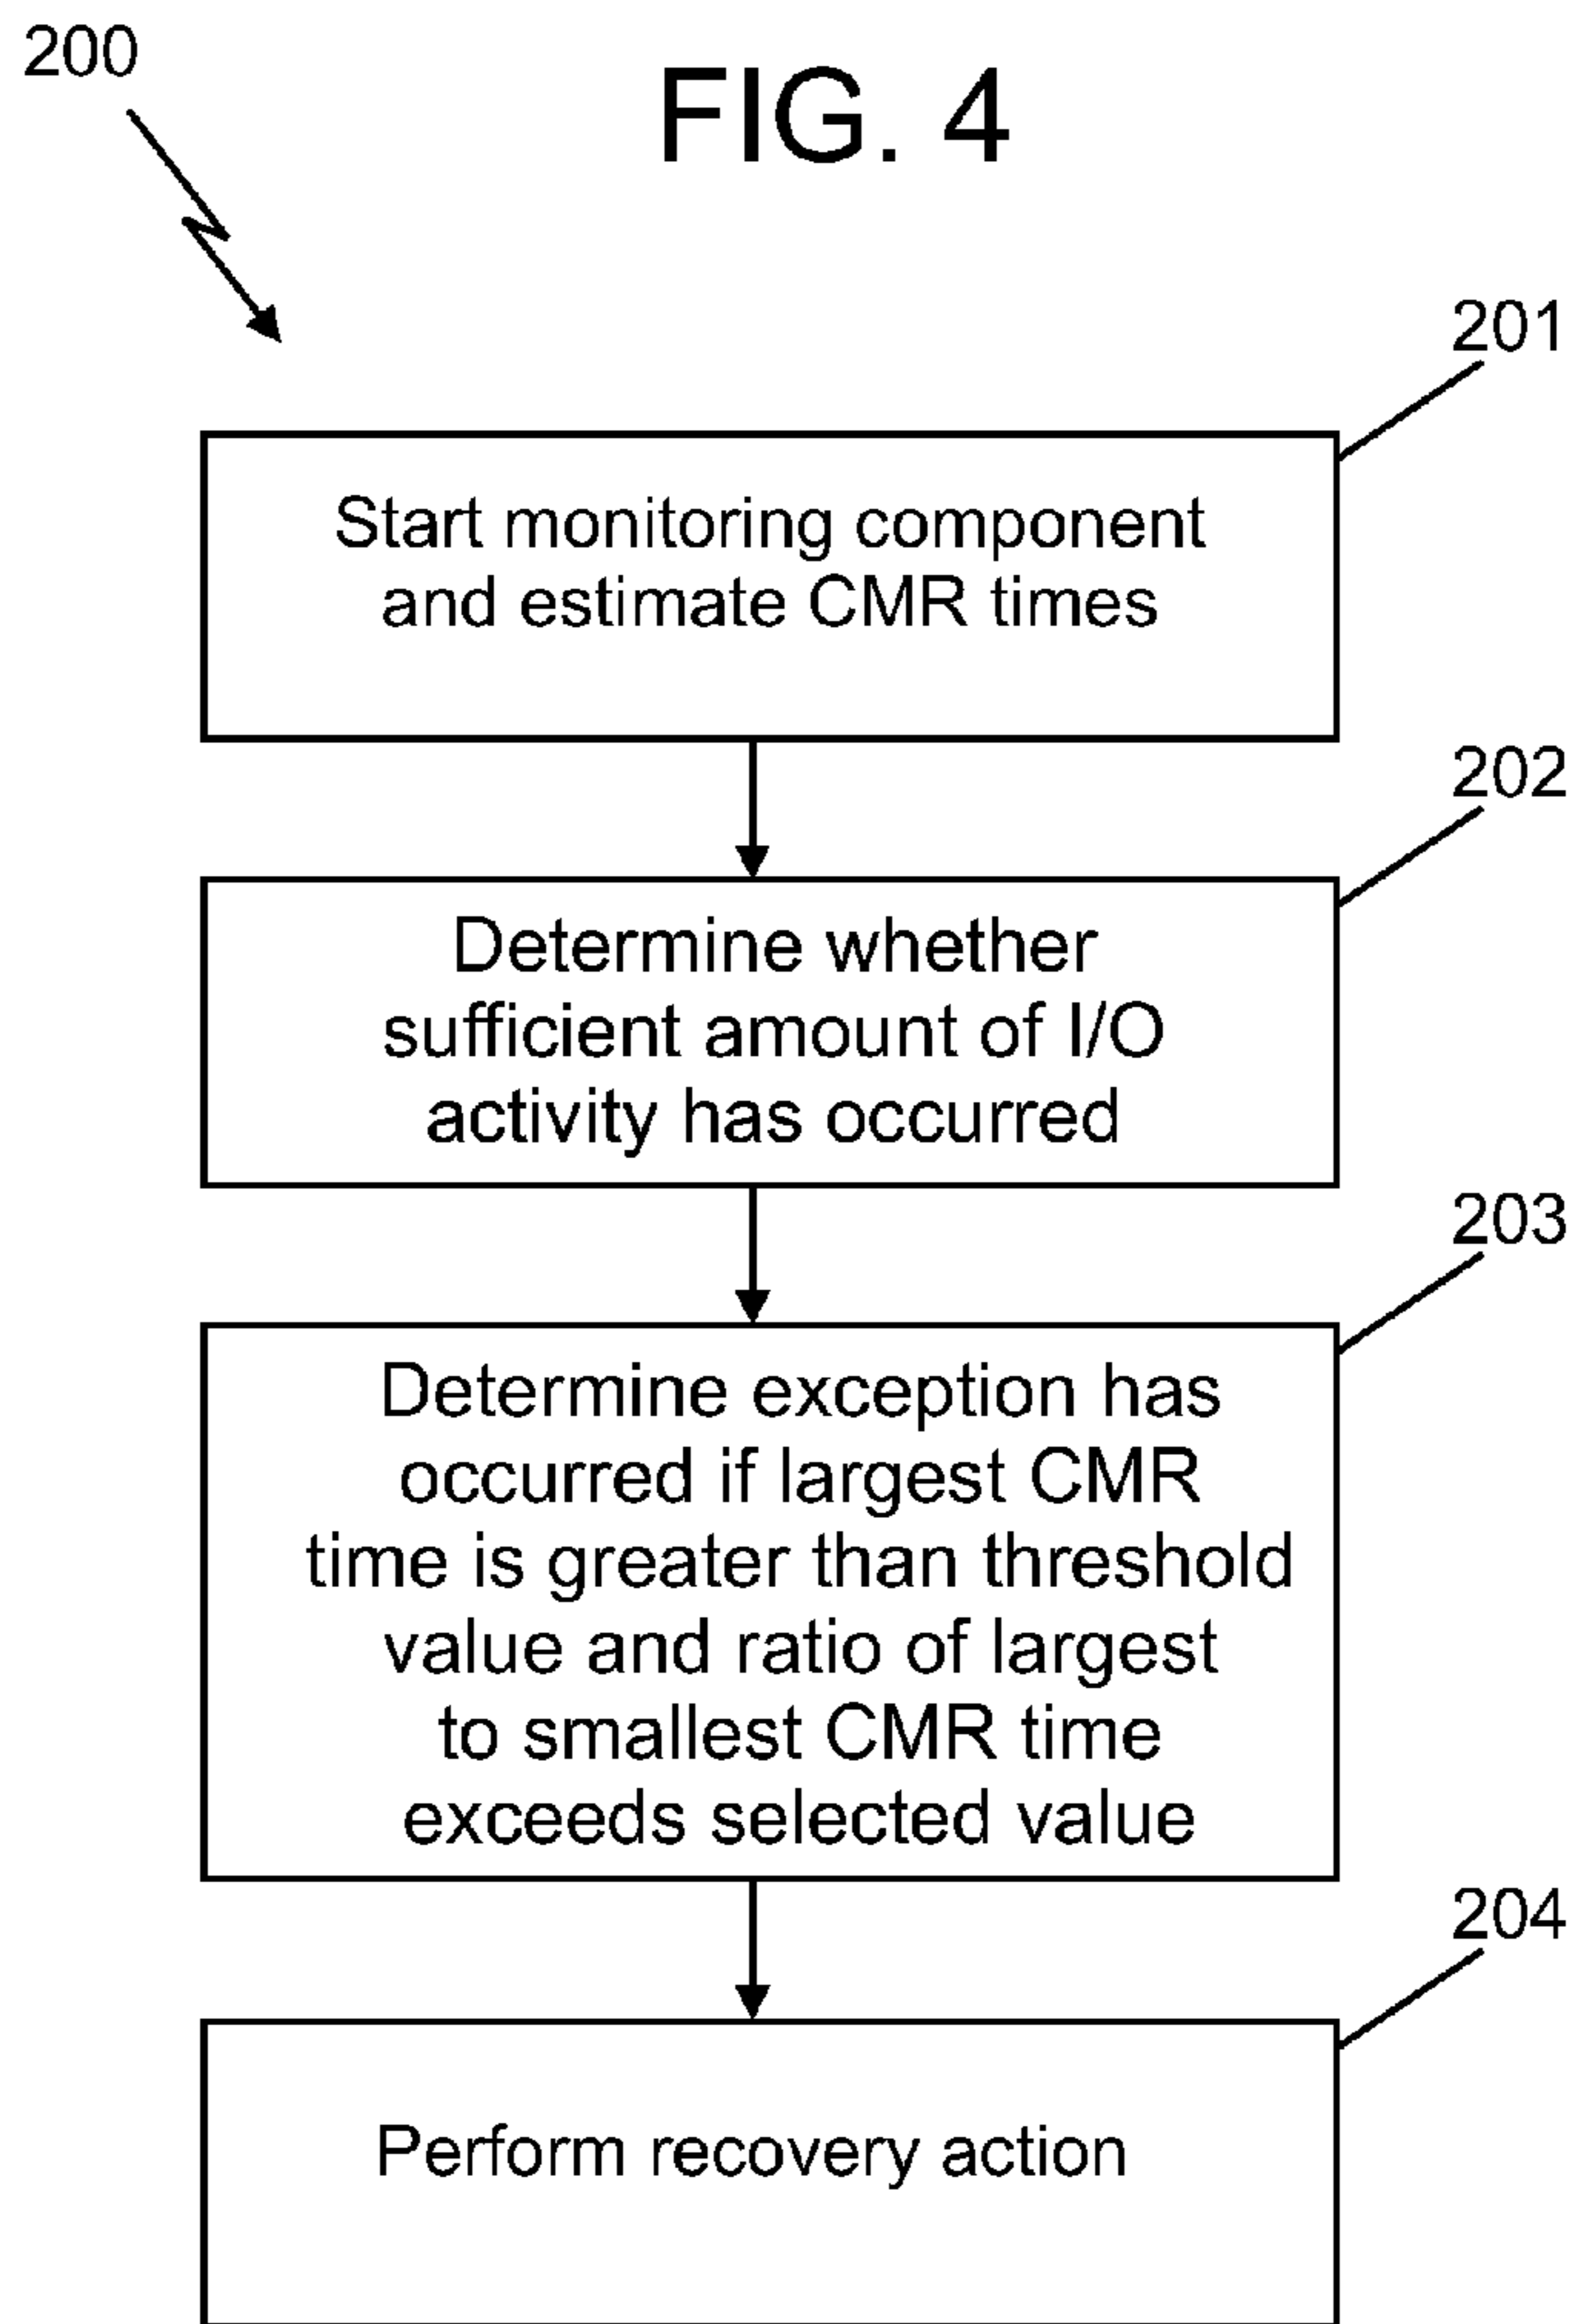 200
FIG. 4
201
Start monitoring component
and estimate CMR times
202
Determine whether
sufficient amount of I/O
activity has occurred
203
Determine exception has
occurred if largest CMR
time is greater than threshold
value and ratio of largest
to smallest CMR time
exceeds selected value
204
Perform recovery action